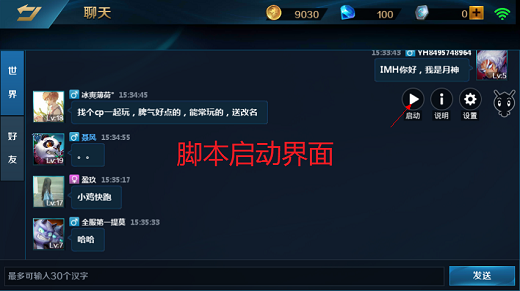 聊天
9030
100
0
15:33:43 YH8495748964
IMH你好，我是月神
Lv:5
世界
好友
冰爽薄荷" 15:34:45
找个cp一起玩，脾气好点的，能常玩的，送改名
Lv:18
启动
说明
设置
聂风 15:34:55
。。
Lv:19
脚本启动界面
盈玖 15:35:17
小鸡快跑
Lv:17
全服第一提莫 15:35:33
哈哈
Lv:7
最多可输入30个汉字
发送